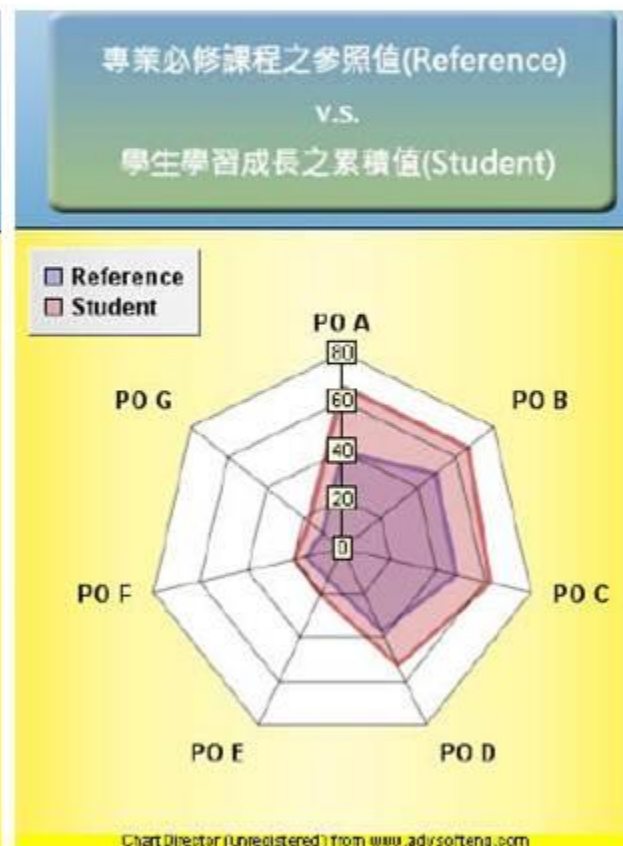 專業必修課程之參照值(Reference)
v.s.
學生學習成長之累積值(Student)
Reference
Student
PO A
80
PO G
PO B
60
40
20
0
PO F
PO C
PO E
PO D
Chart Director (unregistered) from www.advsofteng.com